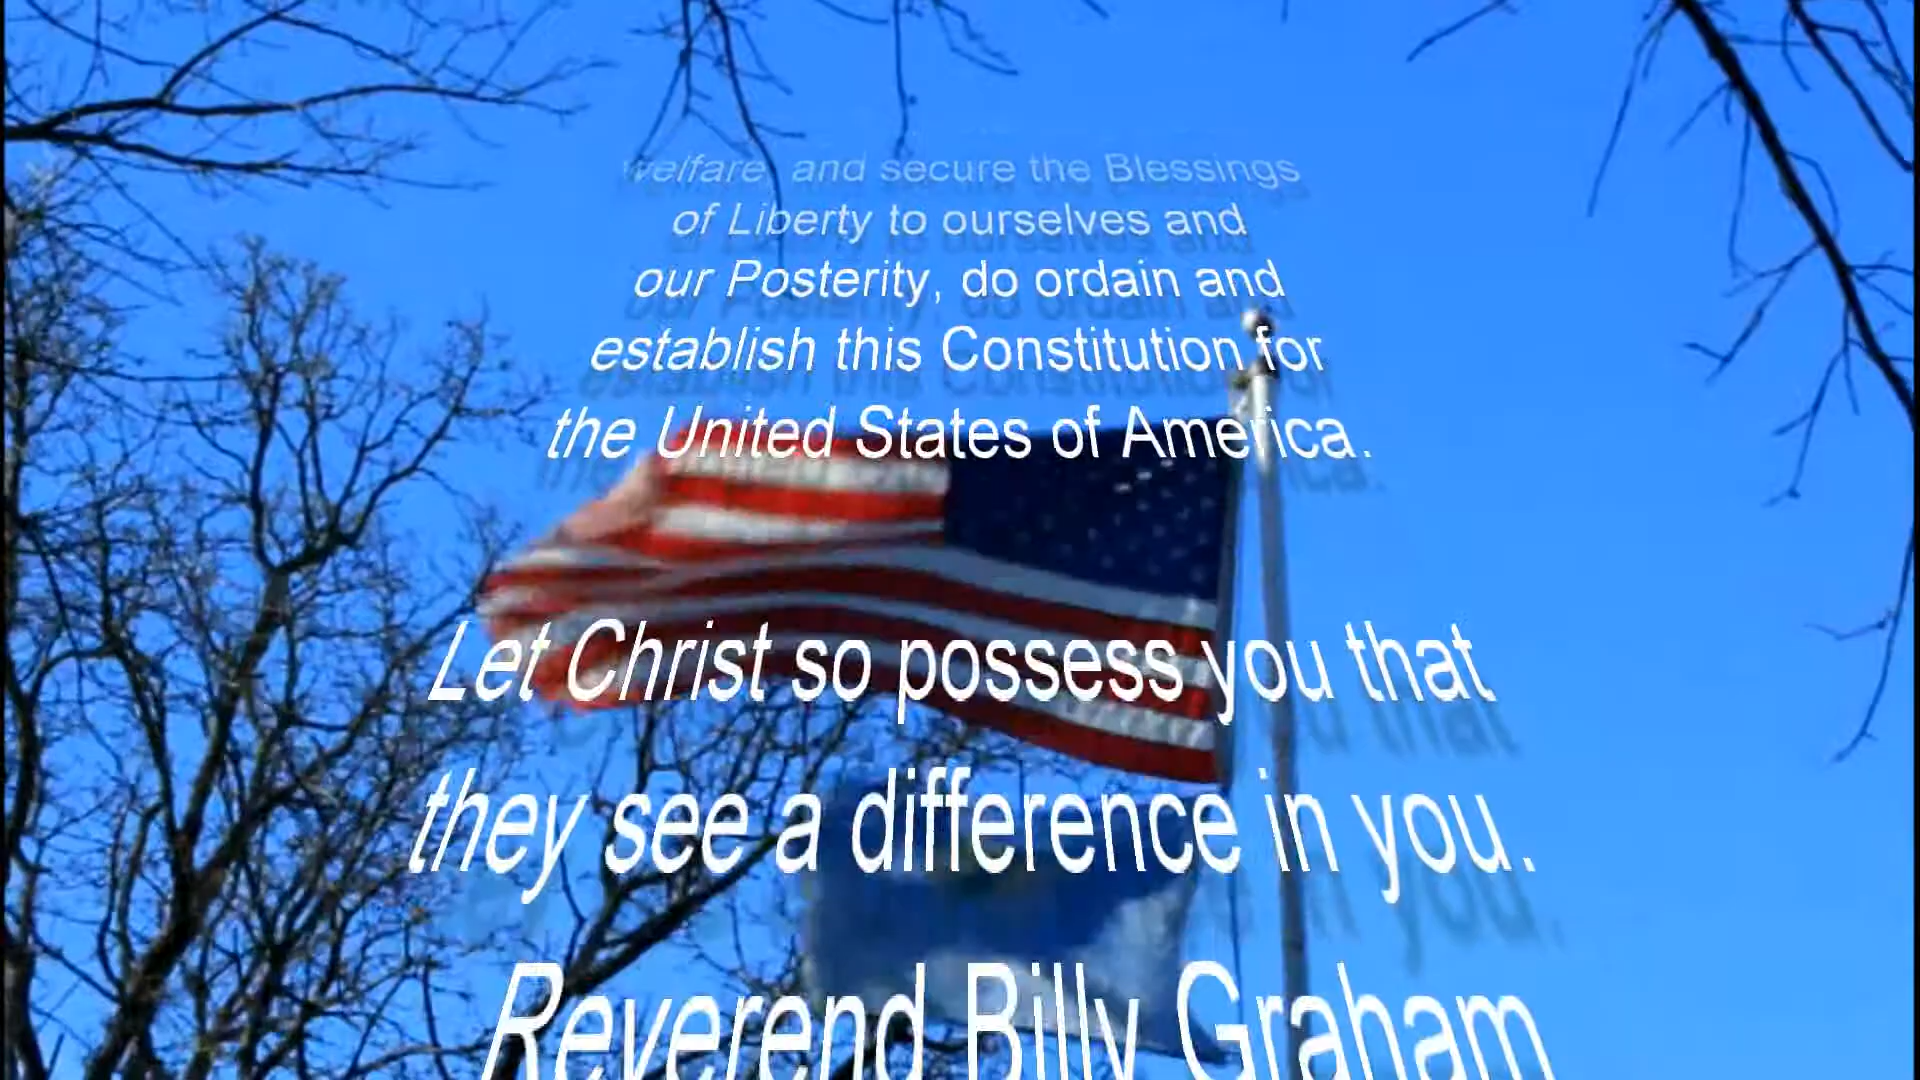 welfare, and secure the Blessings
of Liberty to ourselves and
our Posterity, do ordain and
establish this Constitution for
the United States of America.
Let Christ so possess you that
they see a difference in you.
Reverend Billy Graham